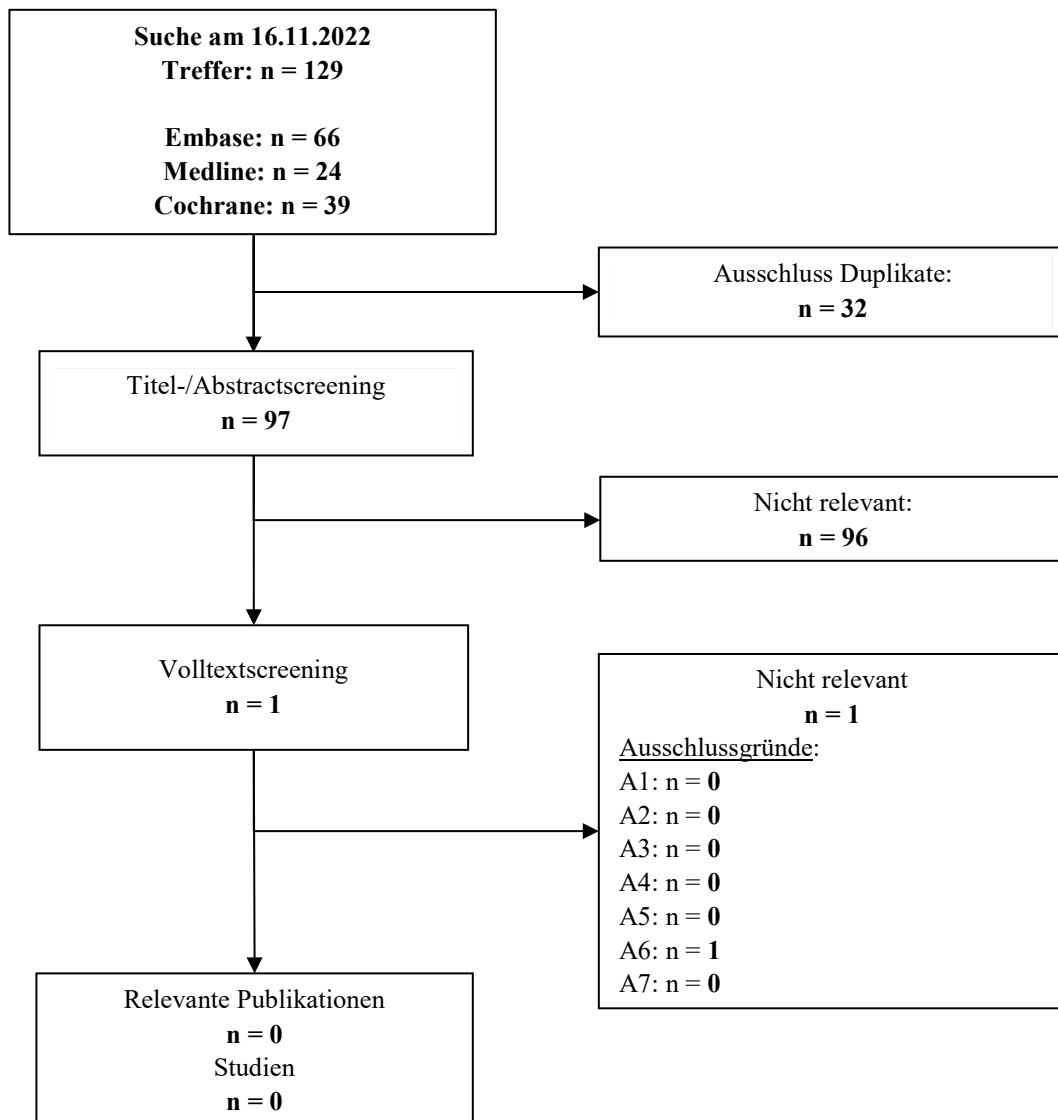 Suche am 16.11.2022
Treffer: n = 129
Embase: n = 66
Medline: n = 24
Cochrane: n = 39
Ausschluss Duplikate:
n = 32
Titel-/Abstractscreening
n = 97
Nicht relevant:
n = 96
Volltextscreening
n = 1
Nicht relevant
n = 1
Ausschlussgründe:
A1: n = 0
A2: n = 0
A3: n = 0
A4: n = 0
A5: n = 0
A6: n = 1
A7: n = 0
Relevante Publikationen
n = 0
Studien
n = 0